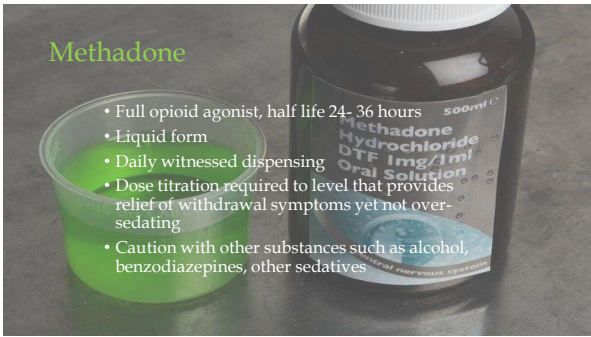 Methadone
• Full opioid agonist, half life 24- 36 hours
• Liquid form
• Daily witnessed dispensing
• Dose titration required to level that provides
relief of withdrawal symptoms yet not over-
sedating
• Caution with other substances such as alcohol,
benzodiazepines, other sedatives
500ml e
Methadone
Hydrochloride
DTF 1mg/1ml
Oral Solution
central nervous system